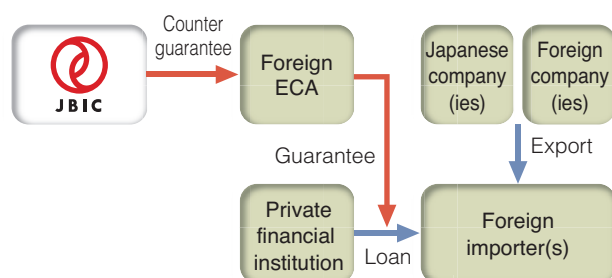 Counter
guarantee
JBIC
Foreign
ECA
Japanese
company
(ies)
Foreign
company
(ies)
Guarantee
Export
Private
financial
institution
Loan
Foreign
importer(s)